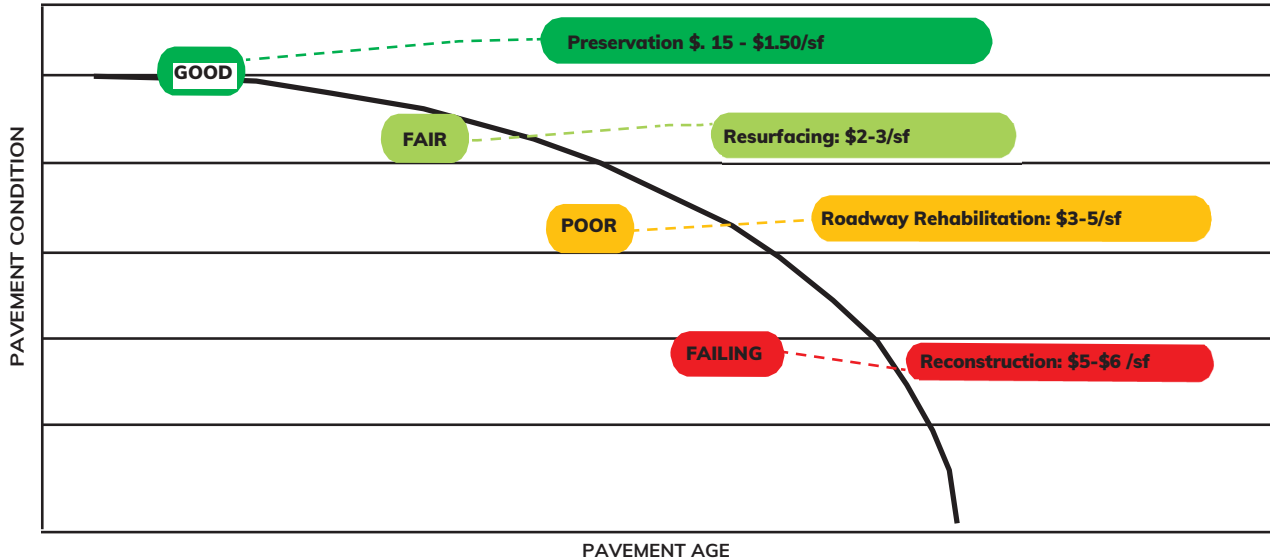 Preservation $. 15 - $1.50/sf
GOOD
FAIR
Resurfacing: $2-3/sf
POOR
Roadway Rehabilitation: $3-5/sf
FAILING
Reconstruction: $5-$6 /sf
PAVEMENT CONDITION
PAVEMENT AGE